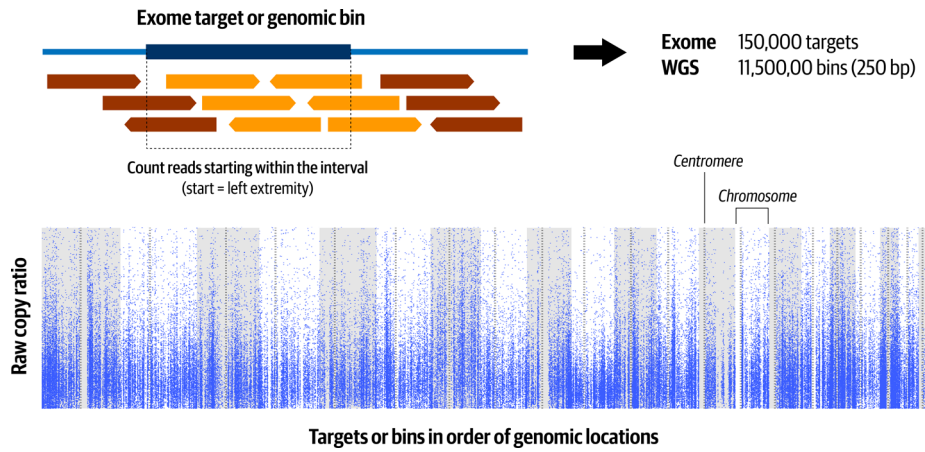 Exome target or genomic bin
Exome 150,000 targets
WGS 11,500,00 bins (250 bp)
Count reads starting within the interval
(start = left extremity)
Centromere
Chromosome
Raw copy ratio
Targets or bins in order of genomic locations